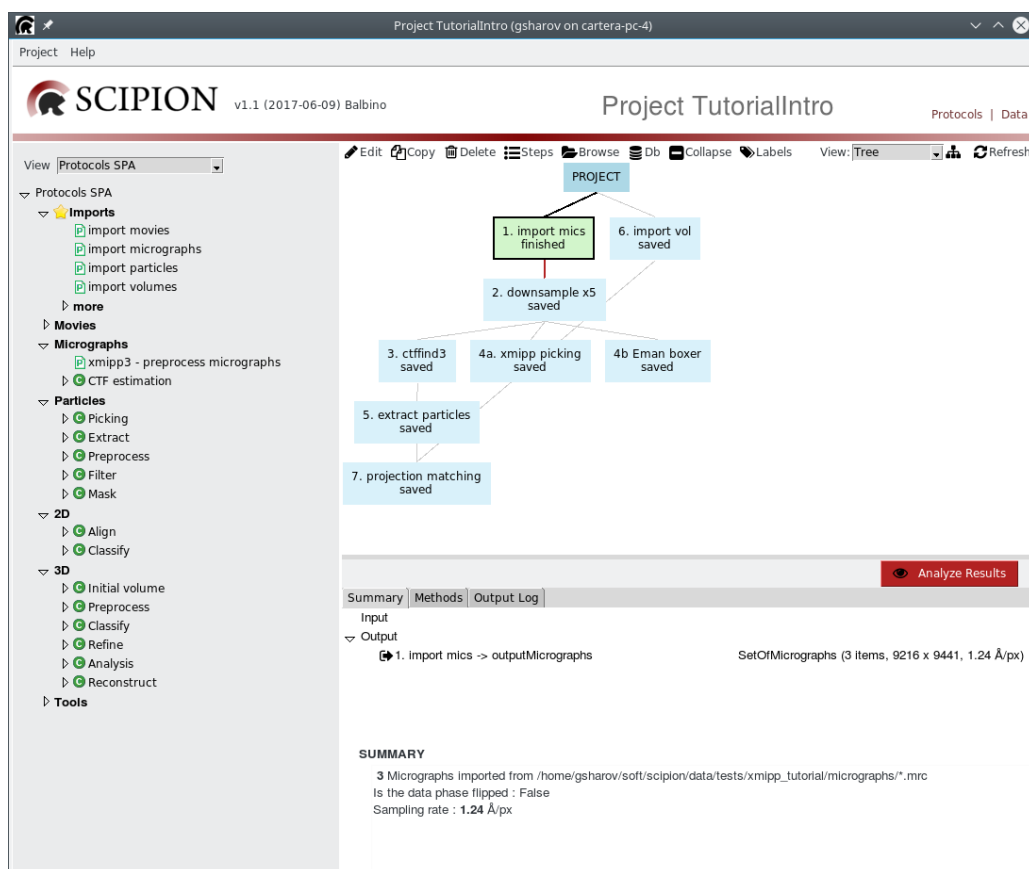 Project TutorialIntro (gsharov on cartera-pc-4)
Project Help
SCIPION v1.1 (2017-06-09) Balbino
Project TutorialIntro
Protocols | Data
View Protocols SPA
Protocols SPA
Imports
import movies
import micrographs
import particles
import volumes
more
Movies
Micrographs
xmipp3 - preprocess micrographs
CTF estimation
Particles
Picking
Extract
Preprocess
Filter
Mask
2D
Align
Classify
3D
Initial volume
Preprocess
Classify
Refine
Analysis
Reconstruct
Tools
Edit Copy Delete Steps Browse Db Collapse Labels View: Tree Refresh
PROJECT
1. import mics
finished
6. import vol
saved
2. downsample x5
saved
3. ctffind3
saved
4a. xmipp picking
saved
4b Eman boxer
saved
5. extract particles
saved
7. projection matching
saved
Analyze Results
Summary Methods Output Log
Input
Output
1. import mics -> outputMicrographs SetOfMicrographs (3 items, 9216 x 9441, 1.24 Å/px)
SUMMARY
3 Micrographs imported from /home/gsharov/soft/scipion/data/tests/xmipp_tutorial/micrographs/*.mrc
Is the data phase flipped : False
Sampling rate : 1.24 Å/px